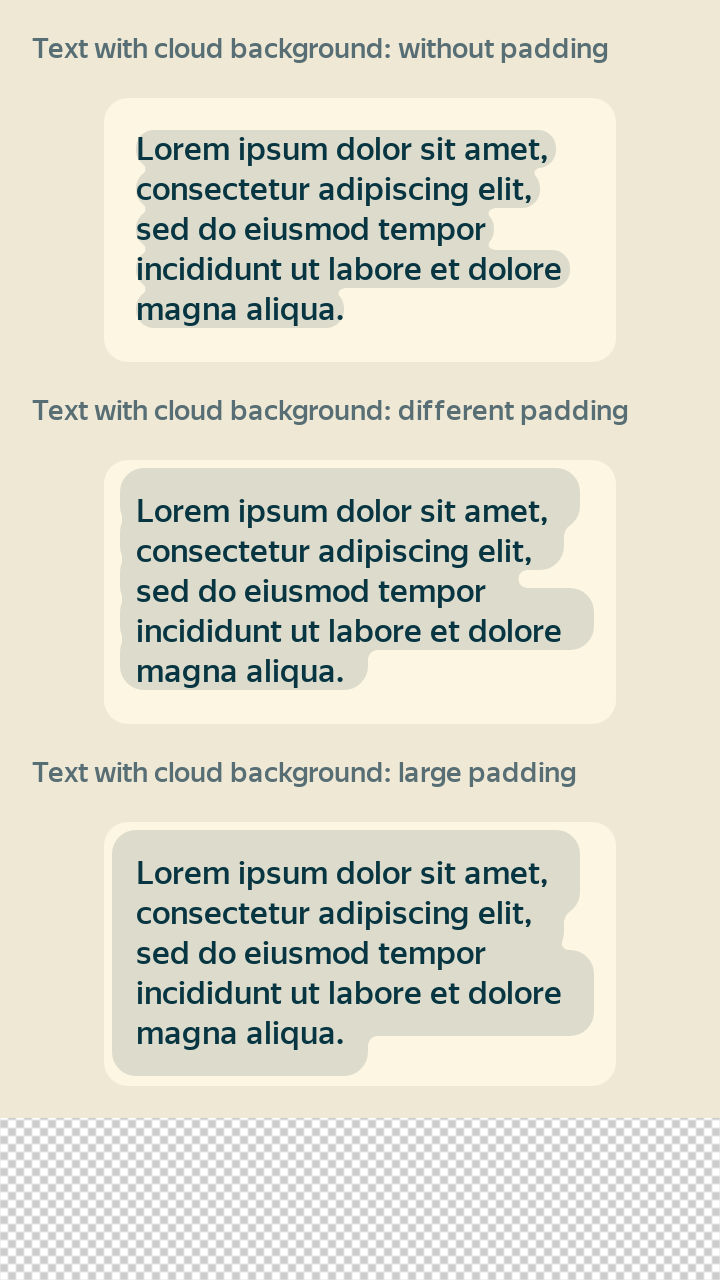 Text with cloud background: without padding
Lorem ipsum dolor sit amet,
consectetur adipiscing elit,
sed do eiusmod tempor
incididunt ut labore et dolore
magna aliqua.
Text with cloud background: different padding
Lorem ipsum dolor sit amet,
consectetur adipiscing elit,
sed do eiusmod tempor
incididunt ut labore et dolore
magna aliqua.
Text with cloud background: large padding
Lorem ipsum dolor sit amet,
consectetur adipiscing elit,
sed do eiusmod tempor
incididunt ut labore et dolore
magna aliqua.